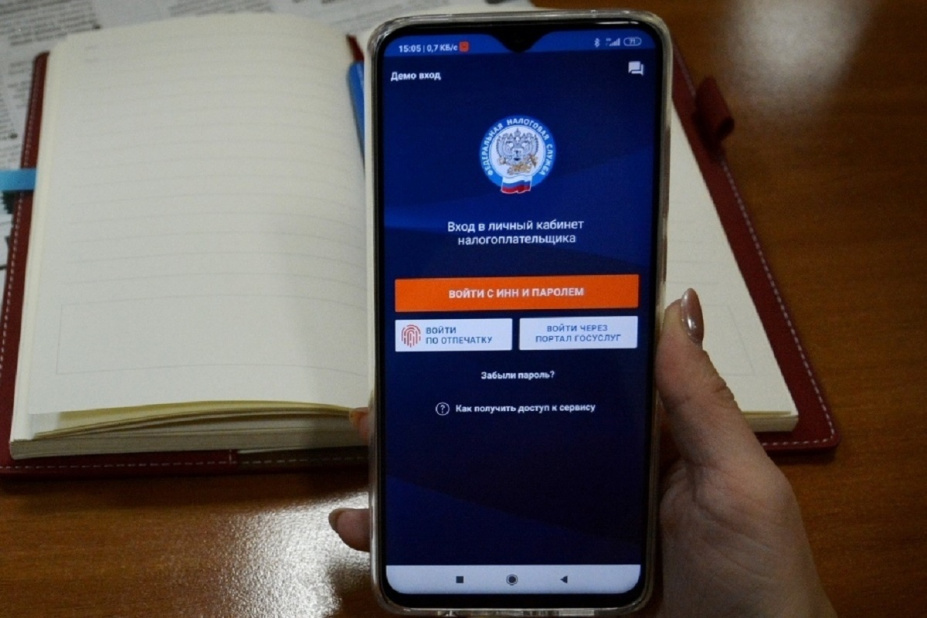 15:05 | 0,7 КБ/с
71
Демо вход
ФЕДЕРАЛЬНАЯ НАЛОГОВАЯ СЛУЖБА
Вход в личный кабинет
налогоплательщика
ВОЙТИ С ИНН И ПАРОЛЕМ
ВОЙТИ
ПО ОТПЕЧАТКУ
ВОЙТИ ЧЕРЕЗ
ПОРТАЛ ГОСУСЛУГ
Забыли пароль?
? Как получить доступ к сервису